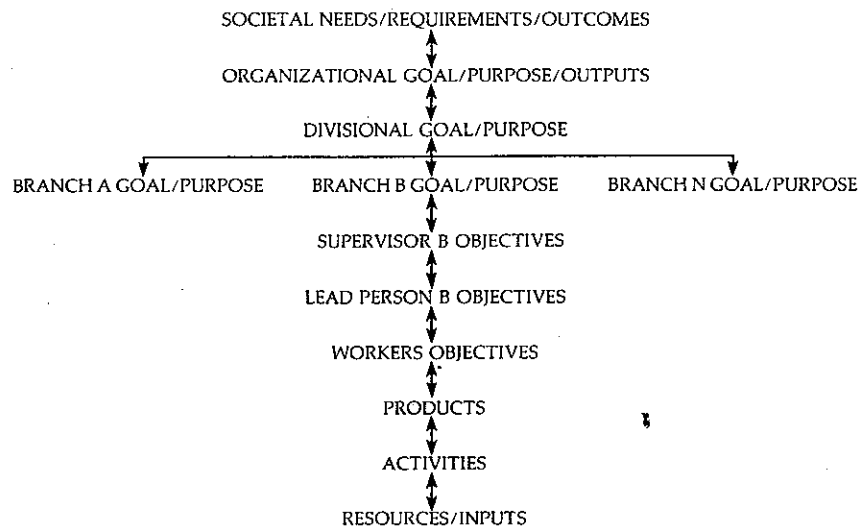 SOCIETAL NEEDS/REQUIREMENTS/OUTCOMES
ORGANIZATIONAL GOAL/PURPOSE/OUTPUTS
DIVISIONAL GOAL/PURPOSE
BRANCH A GOAL/PURPOSE BRANCH B GOAL/PURPOSE BRANCH N GOAL/PURPOSE
SUPERVISOR B OBJECTIVES
LEAD PERSON B OBJECTIVES
WORKERS OBJECTIVES
PRODUCTS
ACTIVITIES
RESOURCES/INPUTS